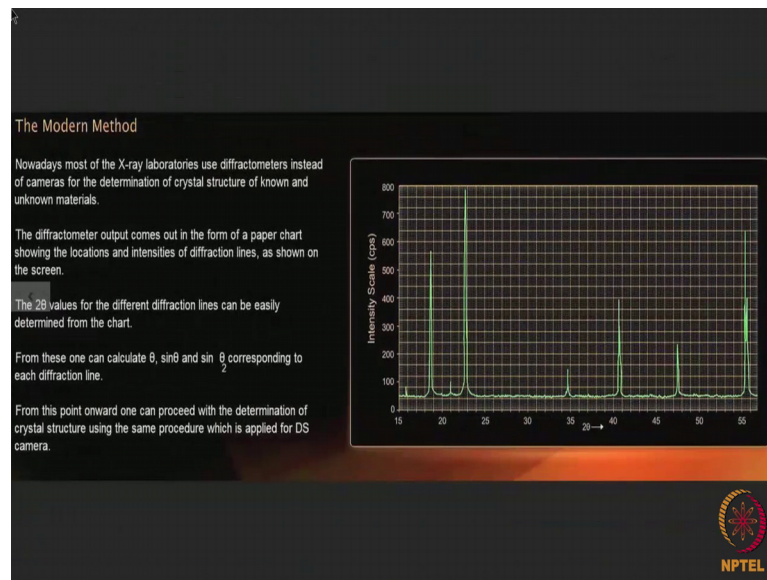 The Modern Method
Nowadays most of the X-ray laboratories use diffractometers instead
of cameras for the determination of crystal structure of known and
unknown materials.
The diffractometer output comes out in the form of a paper chart
showing the locations and intensities of diffraction lines, as shown on
the screen.
The 2θ values for the different diffraction lines can be easily
determined from the chart.
From these one can calculate θ, sinθ and sin θ corresponding to
2
each diffraction line.
From this point onward one can proceed with the determination of
crystal structure using the same procedure which is applied for DS
camera.
Intensity Scale (cps)
800
700
600
500
400
300
200
100
0
15 20 25 30 35 40 45 50 55
2θ→
NPTEL